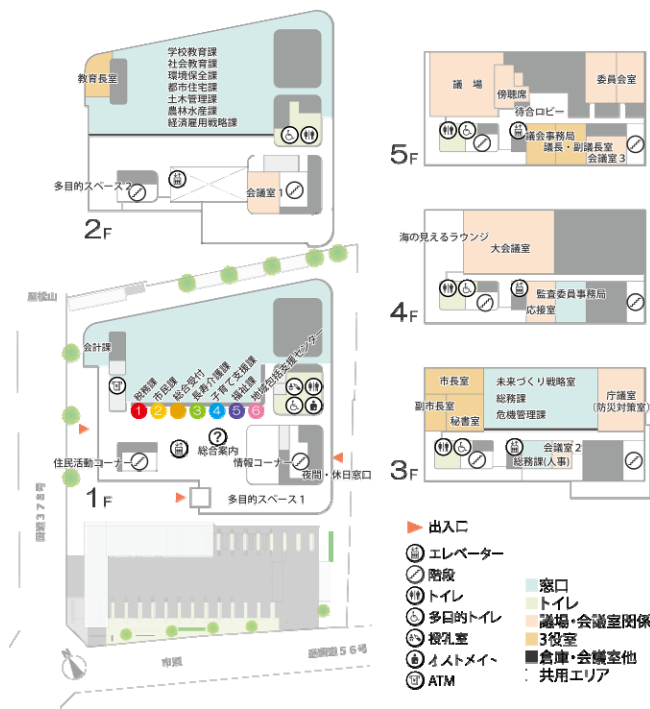 学校教育課
社会教育課
環境保全課
都市住宅課
土木管理課
農林水産課
経済雇用戦略課
教育長室
多目的スペース2
会議室1
2F
議場
傍聴席
委員会室
待合ロビー
議会事務局
議長・副議長室
会議室3
5F
海の見えるラウンジ
大会議室
監査委員事務局
応接室
4F
市長室
副市長室
秘書室
未来づくり戦略室
総務課
危機管理課
庁議室
(防災対策室)
会議室2
総務課(人事)
3F
至松山
会計課
税務課
市民課
総合受付
長寿介護課
子育て支援課
福祉課
地域包括支援センター
1
2
3
4
5
6
?
総合案内
住民活動コーナー
情報コーナー
夜間・休日窓口
多目的スペース1
1F
国道378号
市道
国道56号
N
出入口
エレベーター
階段
トイレ
多目的トイレ
授乳室
オストメイト
ATM
窓口
トイレ
議場・会議室関係
3役室
倉庫・会議室他
共用エリア